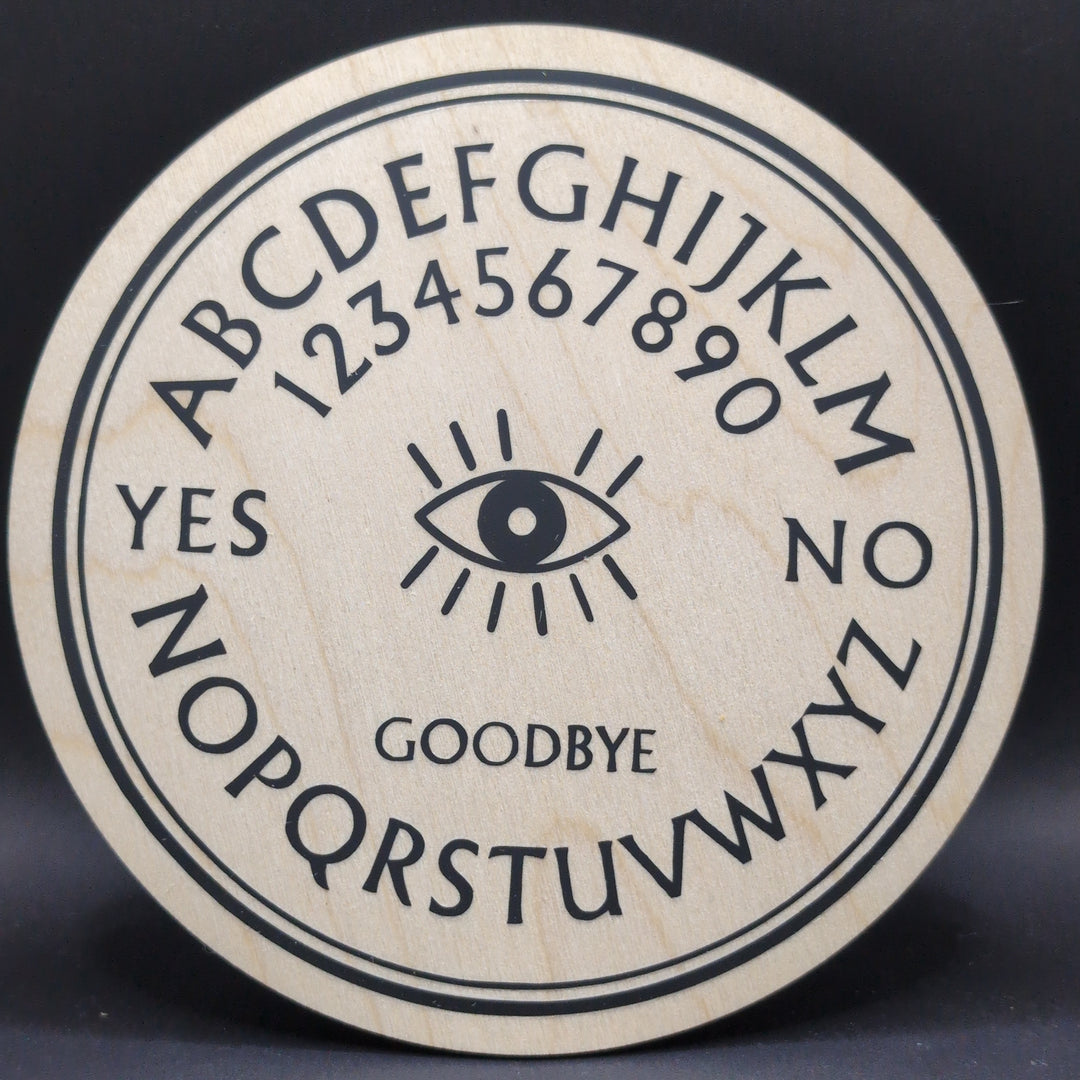 ABCDEFGHIJKLM
1234567890
YES
NO
GOODBYE
NOPQRSTUVWXYZ